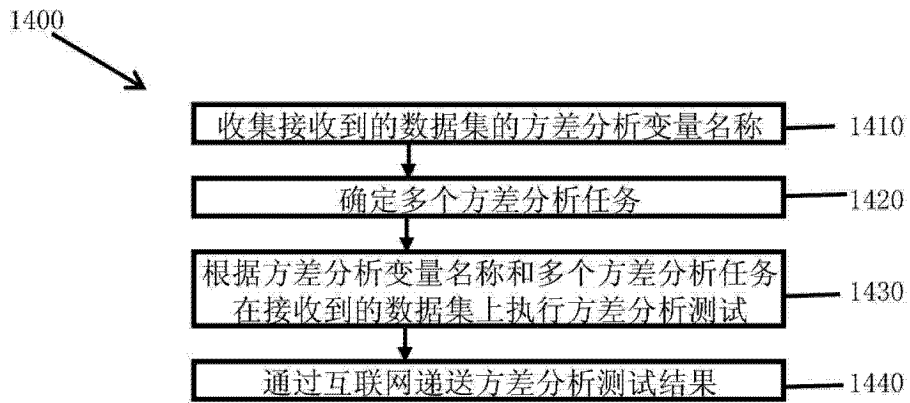 1400
收集接收到的数据集的方差分析变量名称
1410
确定多个方差分析任务
1420
根据方差分析变量名称和多个方差分析任务
在接收到的数据集上执行方差分析测试
1430
通过互联网递送方差分析测试结果
1440